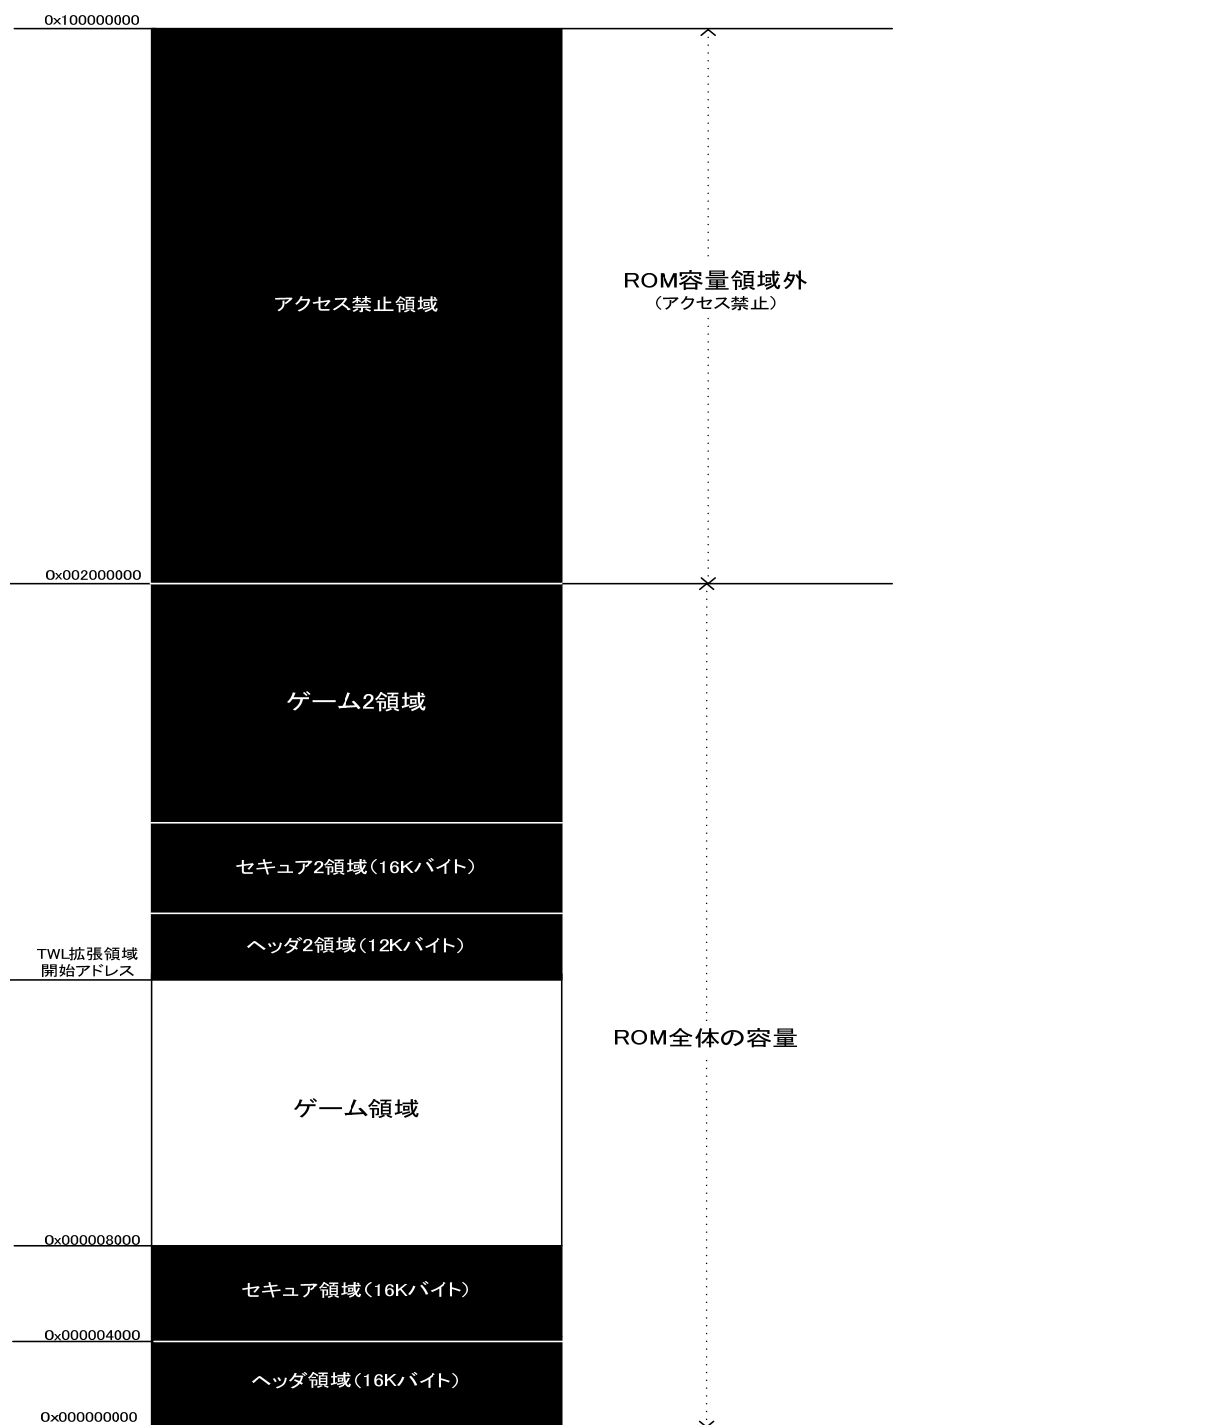 0x100000000
アクセス禁止領域
ROM容量領域外
（アクセス禁止）
0x002000000
ゲーム2領域
セキュア2領域（16Kバイト）
ヘッダ2領域（12Kバイト）
TWL拡張領域
開始アドレス
ROM全体の容量
ゲーム領域
0x000008000
セキュア領域（16Kバイト）
0x000004000
ヘッダ領域（16Kバイト）
0x000000000